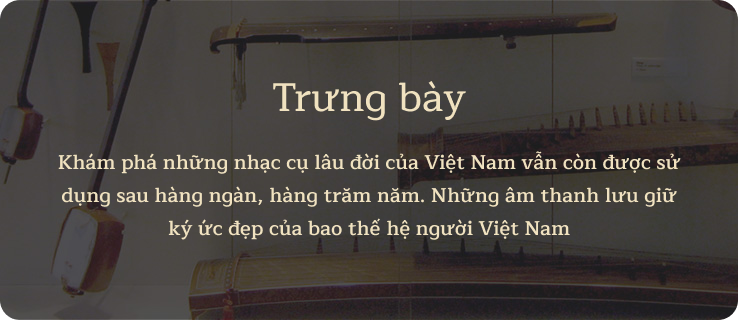 Trưng bày
Khám phá những nhạc cụ lâu đời của Việt Nam vẫn còn được sử
dụng sau hàng ngàn, hàng trăm năm. Những âm thanh lưu giữ
ký ức đẹp của bao thế hệ người Việt Nam